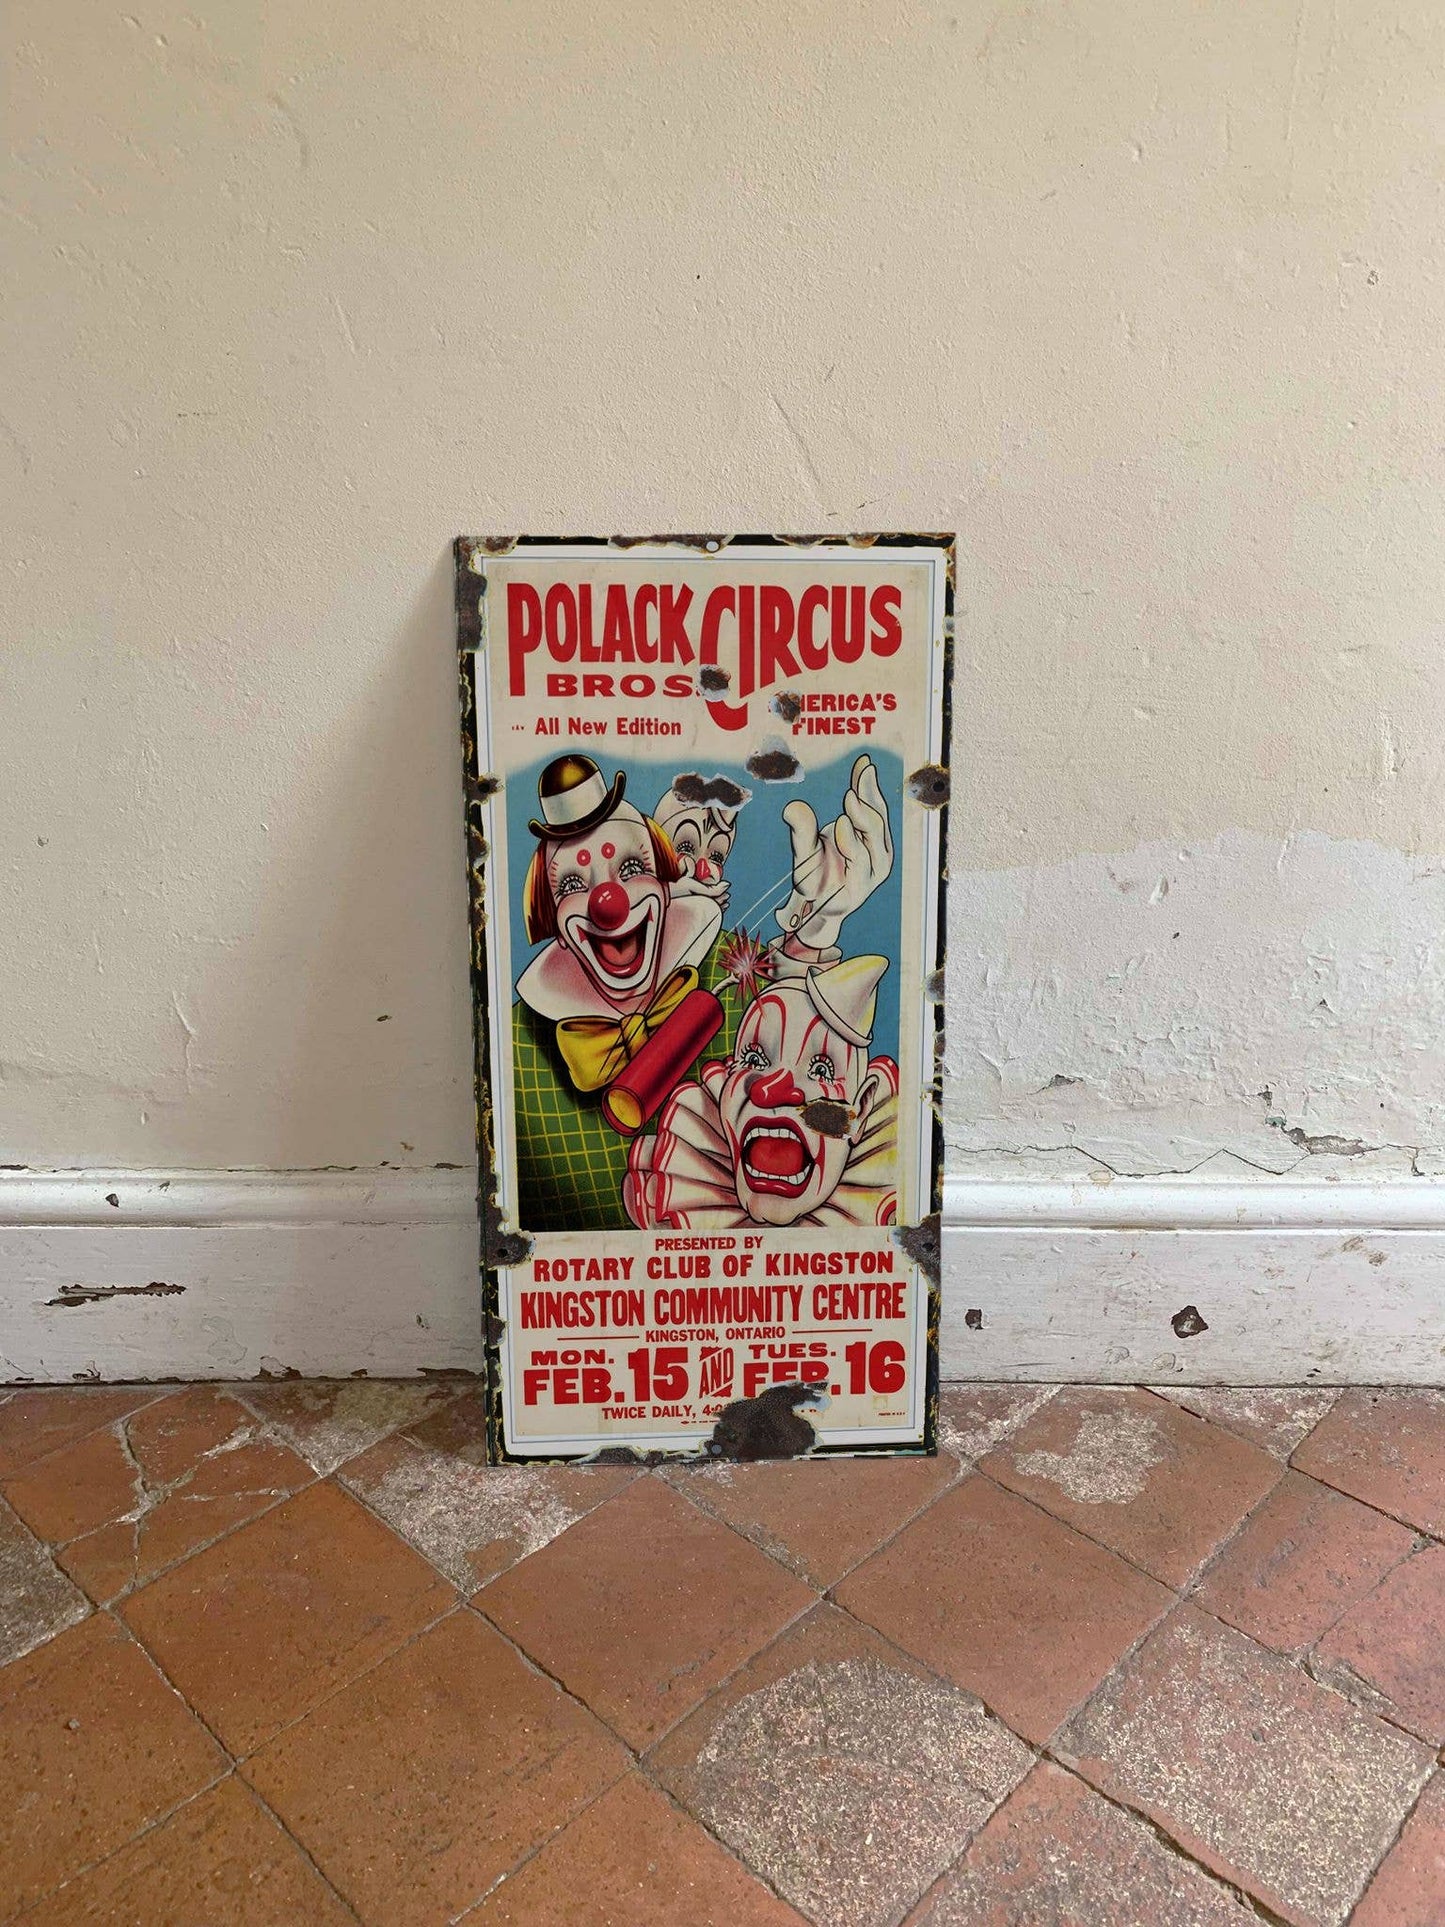 POLACK CIRCUS
BROS.
All New Edition
AMERICA'S
FINEST
PRESENTED BY
ROTARY CLUB OF KINGSTON
KINGSTON COMMUNITY CENTRE
KINGSTON, ONTARIO
MON. FEB. 15 AND TUES. FEB. 16
TWICE DAILY,